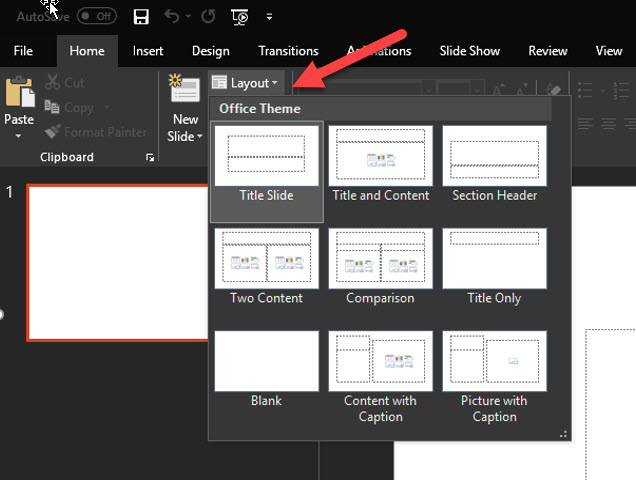 AutoSave Off
File Home Insert Design Transitions Animations Slide Show Review View
Paste
Cut
Copy
Format Painter
Clipboard
New
Slide
Layout
Office Theme
Title Slide
Title and Content
Section Header
Two Content
Comparison
Title Only
Blank
Content with
Caption
Picture with
Caption
1